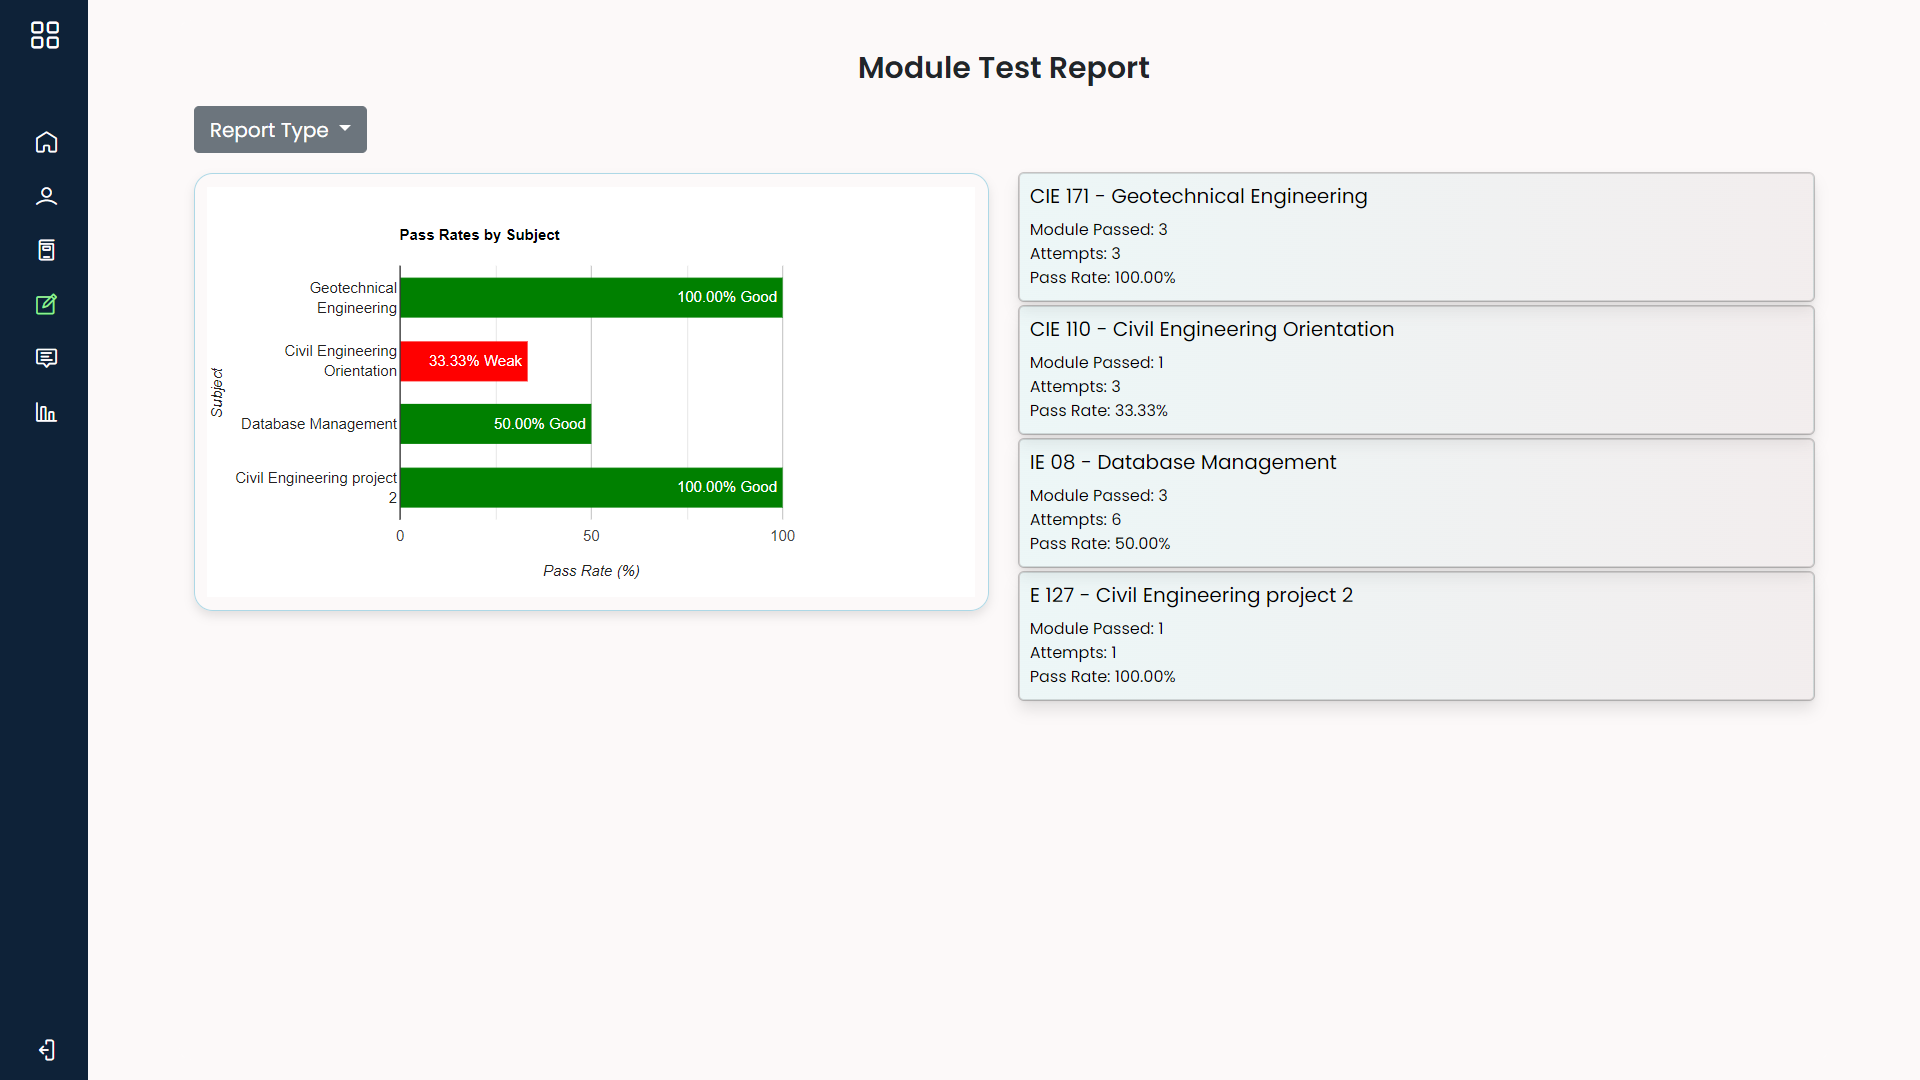 Module Test Report
Report Type
Pass Rates by Subject
Subject
Geotechnical
Engineering
100.00% Good
Civil Engineering
Orientation
33.33% Weak
Database Management
50.00% Good
Civil Engineering project
2
100.00% Good
0 50 100
Pass Rate (%)
CIE 171 - Geotechnical Engineering
Module Passed: 3
Attempts: 3
Pass Rate: 100.00%
CIE 110 - Civil Engineering Orientation
Module Passed: 1
Attempts: 3
Pass Rate: 33.33%
IE 08 - Database Management
Module Passed: 3
Attempts: 6
Pass Rate: 50.00%
E 127 - Civil Engineering project 2
Module Passed: 1
Attempts: 1
Pass Rate: 100.00%